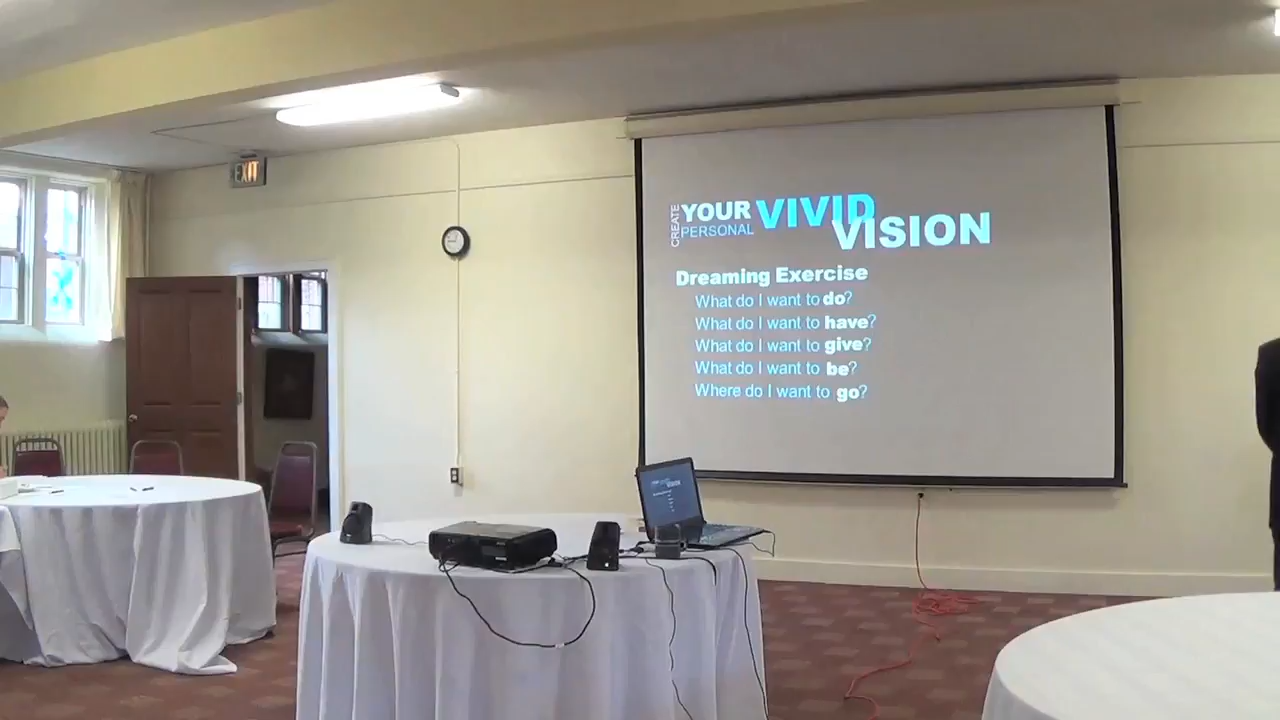 EXIT
CREATE
YOUR VIVID
PERSONAL VISION
Dreaming Exercise
What do I want to do?
What do I want to have?
What do I want to give?
What do I want to be?
Where do I want to go?
VISION